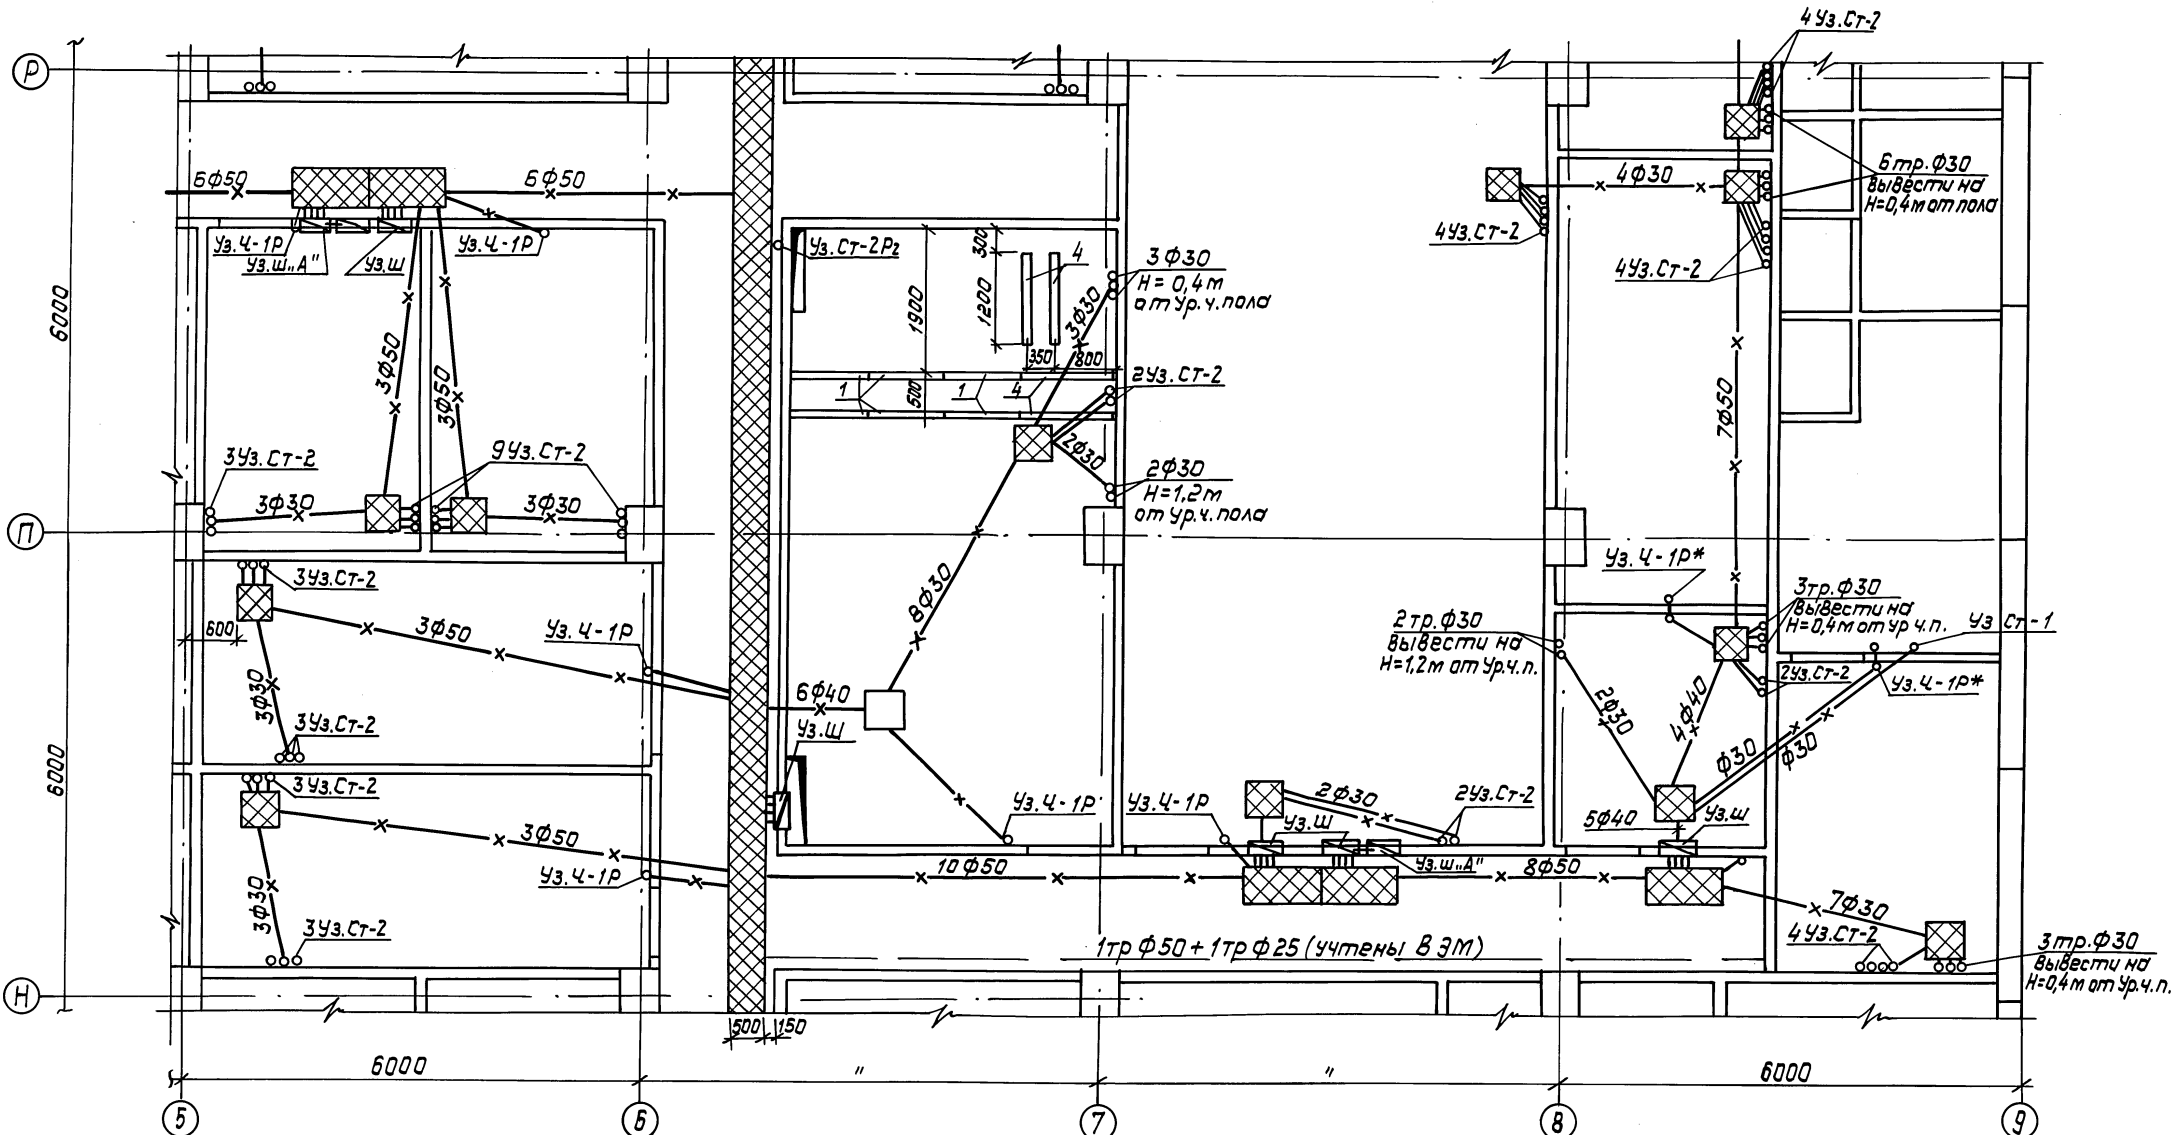 4 Уз.Ст-2
Р
6ф50
6ф50
4ф30
6 тр.ф30
вывести на
Н=0,4м от пола
Уз.Ч-1Р
Уз.Ш„А"
Уз.Ш
Уз.Ч-1Р
Уз.Ст-2Р2
300
4
3ф30
Н = 0,4м
от ур.ч.пола
4Уз.Ст-2
4Уз.Ст-2
6000
1900
1200
3ф30
350
800
3ф50
3ф50
1
500
1
4
2Уз.Ст-2
7ф50
3Уз.Ст-2
9Уз.Ст-2
2ф30
2ф30
Н=1,2м
от ур.ч.пола
3ф30
3ф30
П
3Уз.Ст-2
8ф30
Уз.Ч-1Р*
600
3ф50
Уз.Ч-1Р
2 тр.ф30
вывести на
Н=1,2м от ур.ч.п.
3тр.ф30
вывести на
Н=0,4м от ур.ч.п.
Уз Ст-1
3ф30
6ф40
2ф30
4ф40
2Уз.Ст-2
Уз.Ч-1Р*
3Уз.Ст-2
Уз.Ш
ф30
ф30
6000
3Уз.Ст-2
3ф50
Уз.Ч-1Р
Уз.Ч-1Р
2ф30
2Уз.Ст-2
5ф40
Уз.Ш
Уз.Ш
Уз.Ч-1Р
10ф50
Уз.Ш„А"
8ф50
3ф30
7ф30
3Уз.Ст-2
1тр ф50 + 1тр ф25 (учтены в ЭМ)
4Уз.Ст-2
3тр.ф30
вывести на
Н=0,4м от ур.ч.п.
Н
500
150
6000
"
"
6000
5
6
7
8
9